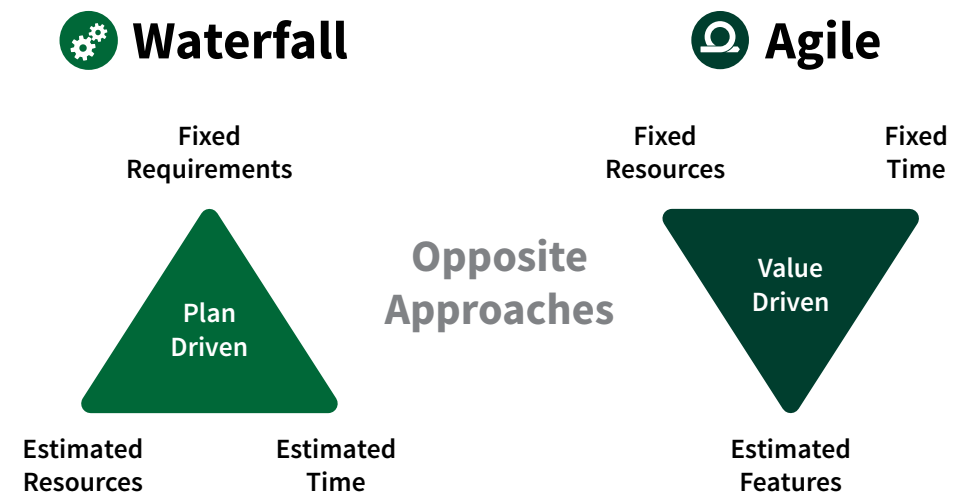 Waterfall
Agile
Fixed
Requirements
Fixed
Resources
Fixed
Time
Opposite
Approaches
Plan
Driven
Value
Driven
Estimated
Resources
Estimated
Time
Estimated
Features